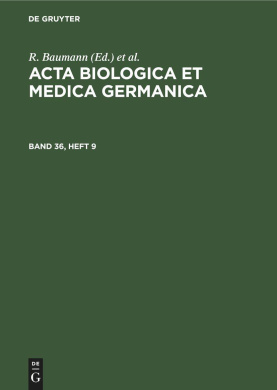 DE GRUYTER
R. Baumann (Ed.) et al.
ACTA BIOLOGICA ET
MEDICA GERMANICA
BAND 36, HEFT 9
DE
G